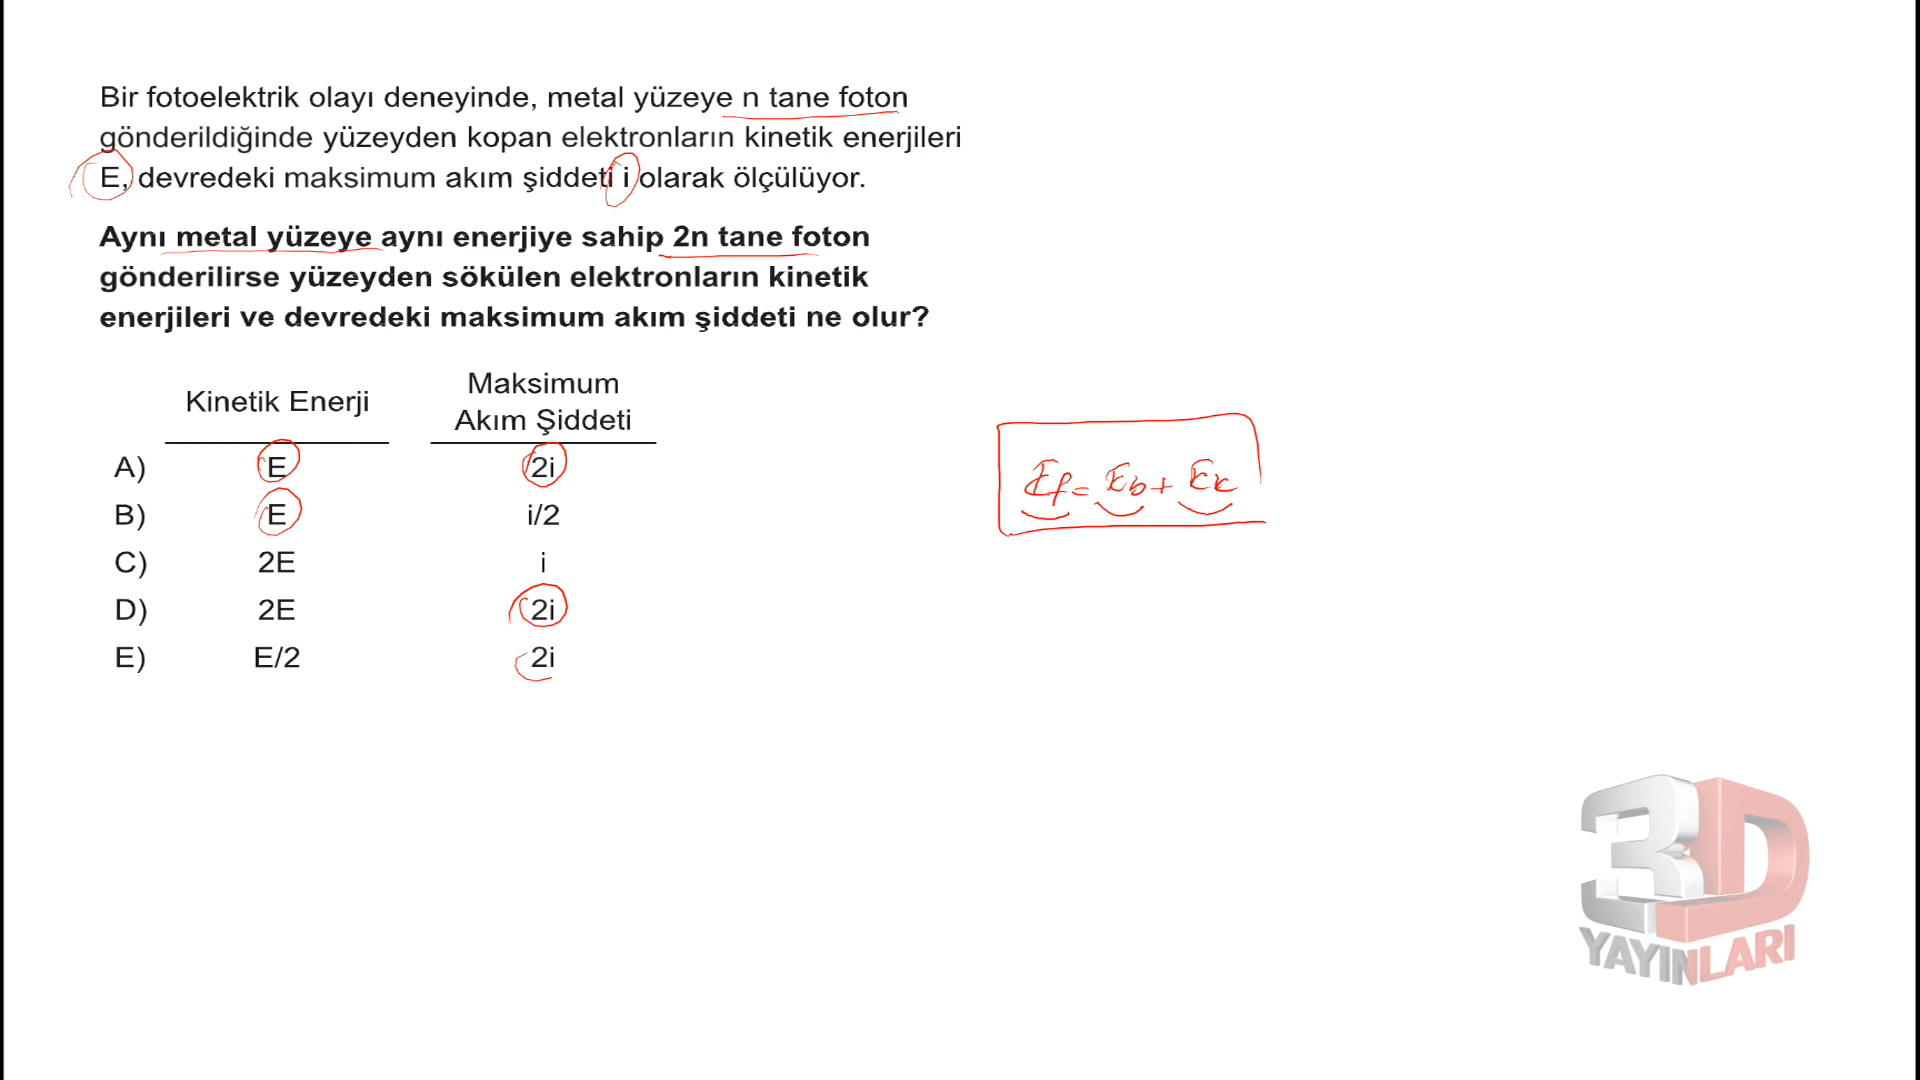 Bir fotoelektrik olayı deneyinde, metal yüzeye n tane foton
gönderildiğinde yüzeyden kopan elektronların kinetik enerjileri
E, devredeki maksimum akım şiddeti i olarak ölçülüyor.
Aynı metal yüzeye aynı enerjiye sahip 2n tane foton
gönderilirse yüzeyden sökülen elektronların kinetik
enerjileri ve devredeki maksimum akım şiddeti ne olur?
Kinetik Enerji Maksimum Akım Şiddeti
A) E 2i
B) E i/2
C) 2E i
D) 2E 2i
E) E/2 2i
Ef = Eb + Ek
3D
YAYINLARI